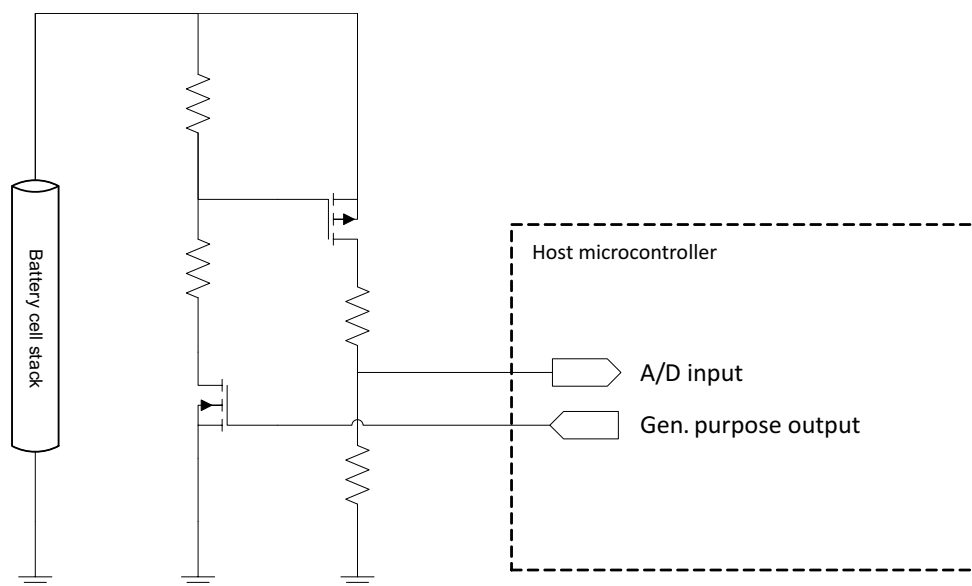 Battery cell stack
Host microcontroller
A/D input
Gen. purpose output